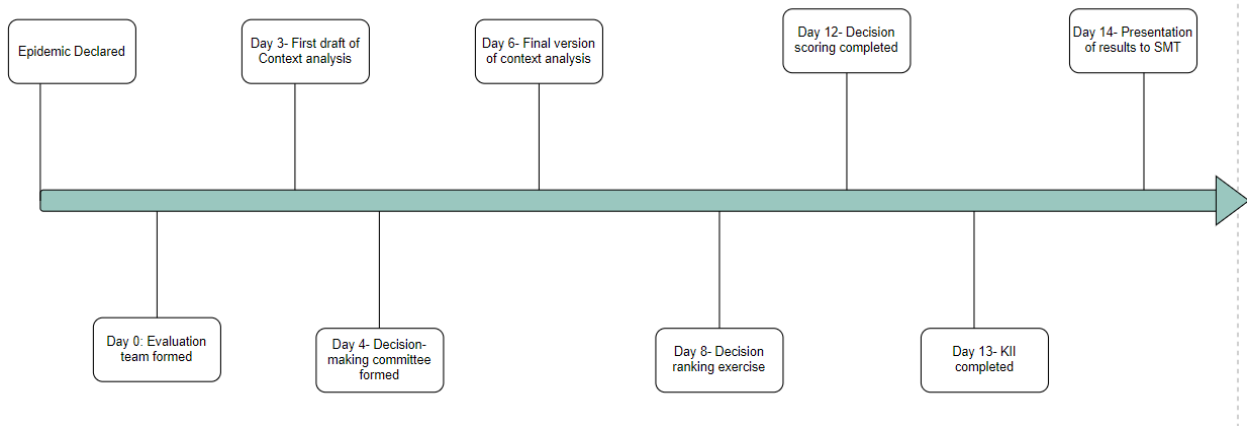 Epidemic Declared
Day 3- First draft of
Context analysis
Day 6- Final version
of context analysis
Day 12- Decision
scoring completed
Day 14- Presentation
of results to SMT
Day 0: Evaluation
team formed
Day 4- Decision-
making committee
formed
Day 8- Decision
ranking exercise
Day 13- KII
completed